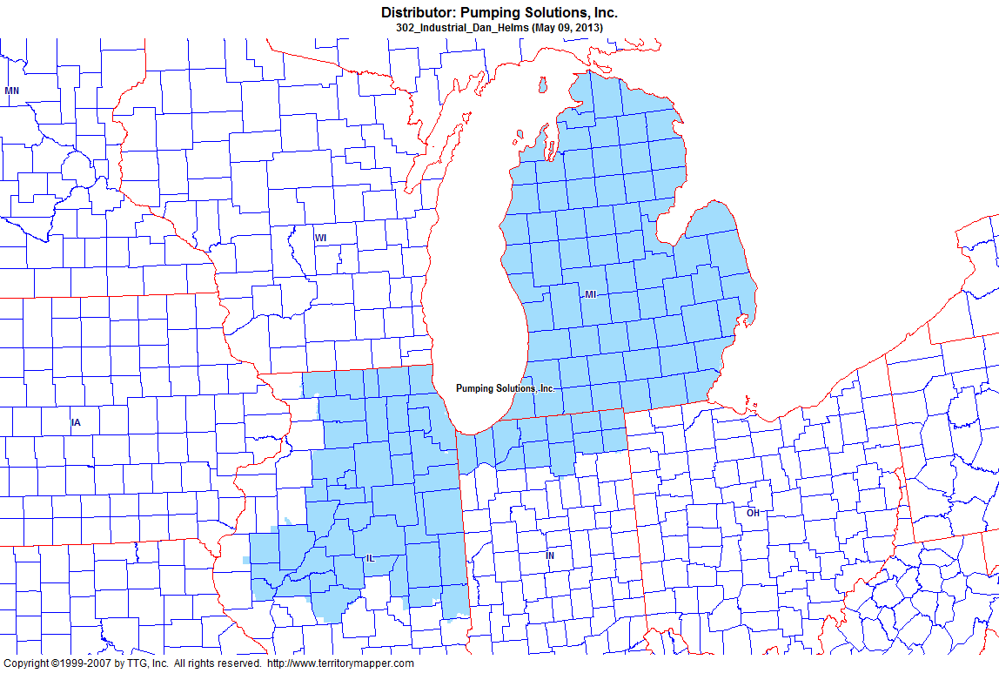 Distributor: Pumping Solutions, Inc.
302_Industrial_Dan_Helms (May 09, 2013)
MN
WI
MI
Pumping Solutions, Inc.
IA
OH
IN
IL
Copyright ©1999-2007 by TTG, Inc. All rights reserved. http://www.territorymapper.com